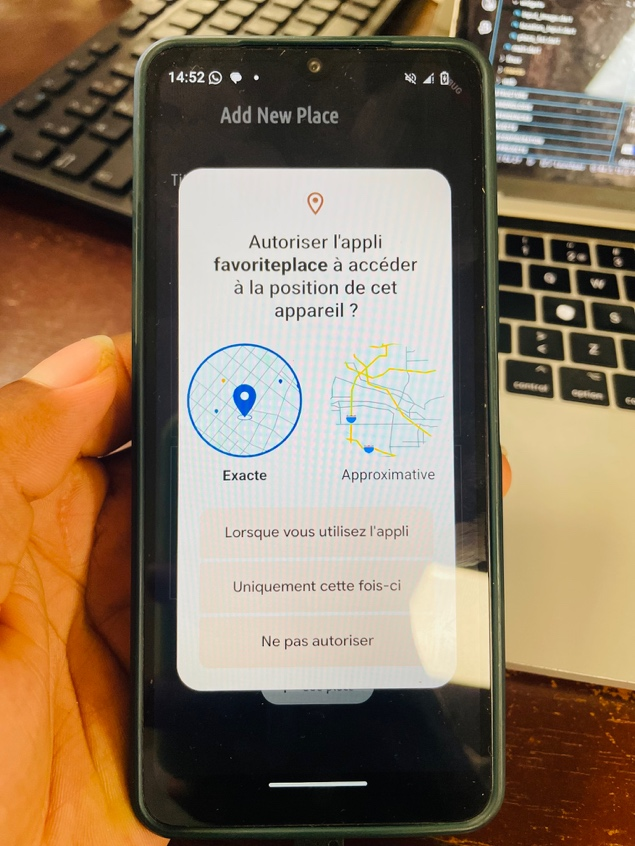 14:52
Add New Place
Autoriser l'appli
favoriteplace à accéder
à la position de cet
appareil ?
Exacte
Approximative
Lorsque vous utilisez l'appli
Uniquement cette fois-ci
Ne pas autoriser
Q
W
S
Z
control
option